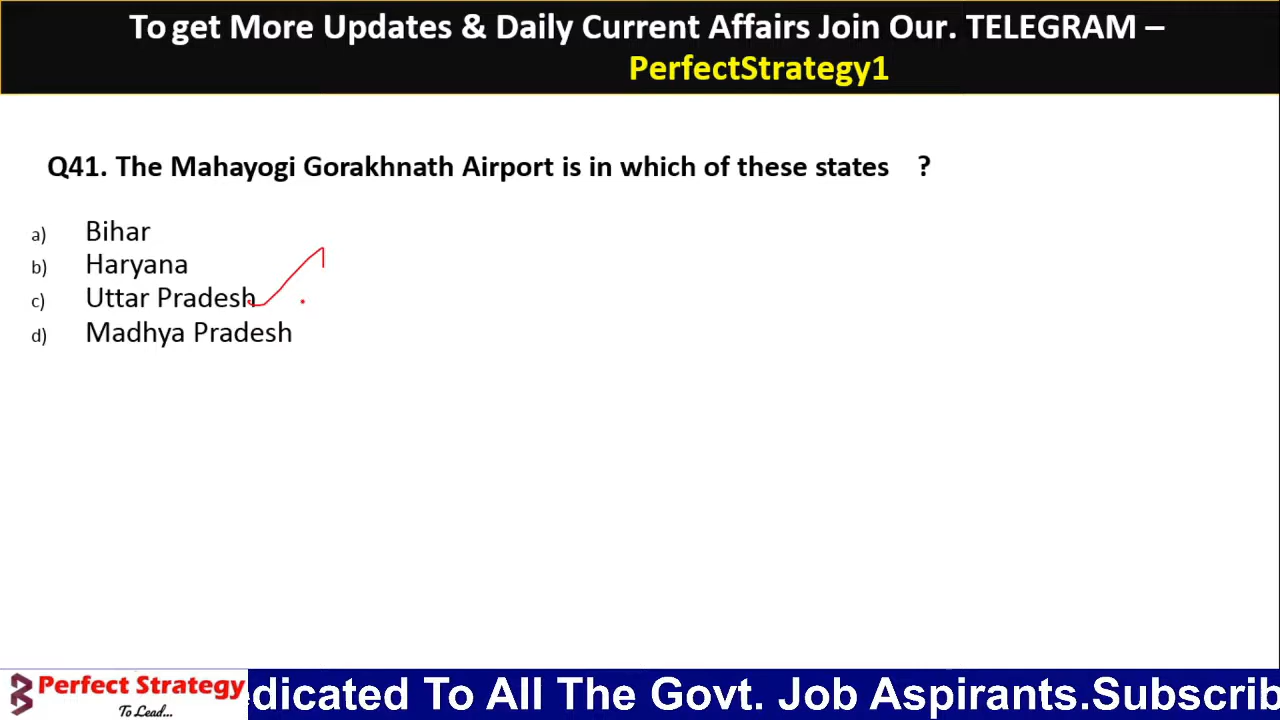 To get More Updates & Daily Current Affairs Join Our. TELEGRAM –
PerfectStrategy1
Q41. The Mahayogi Gorakhnath Airport is in which of these states ?
a) Bihar
b) Haryana
c) Uttar Pradesh
d) Madhya Pradesh
Perfect Strategy
To Lead...
edicated To All The Govt. Job Aspirants.Subscrib